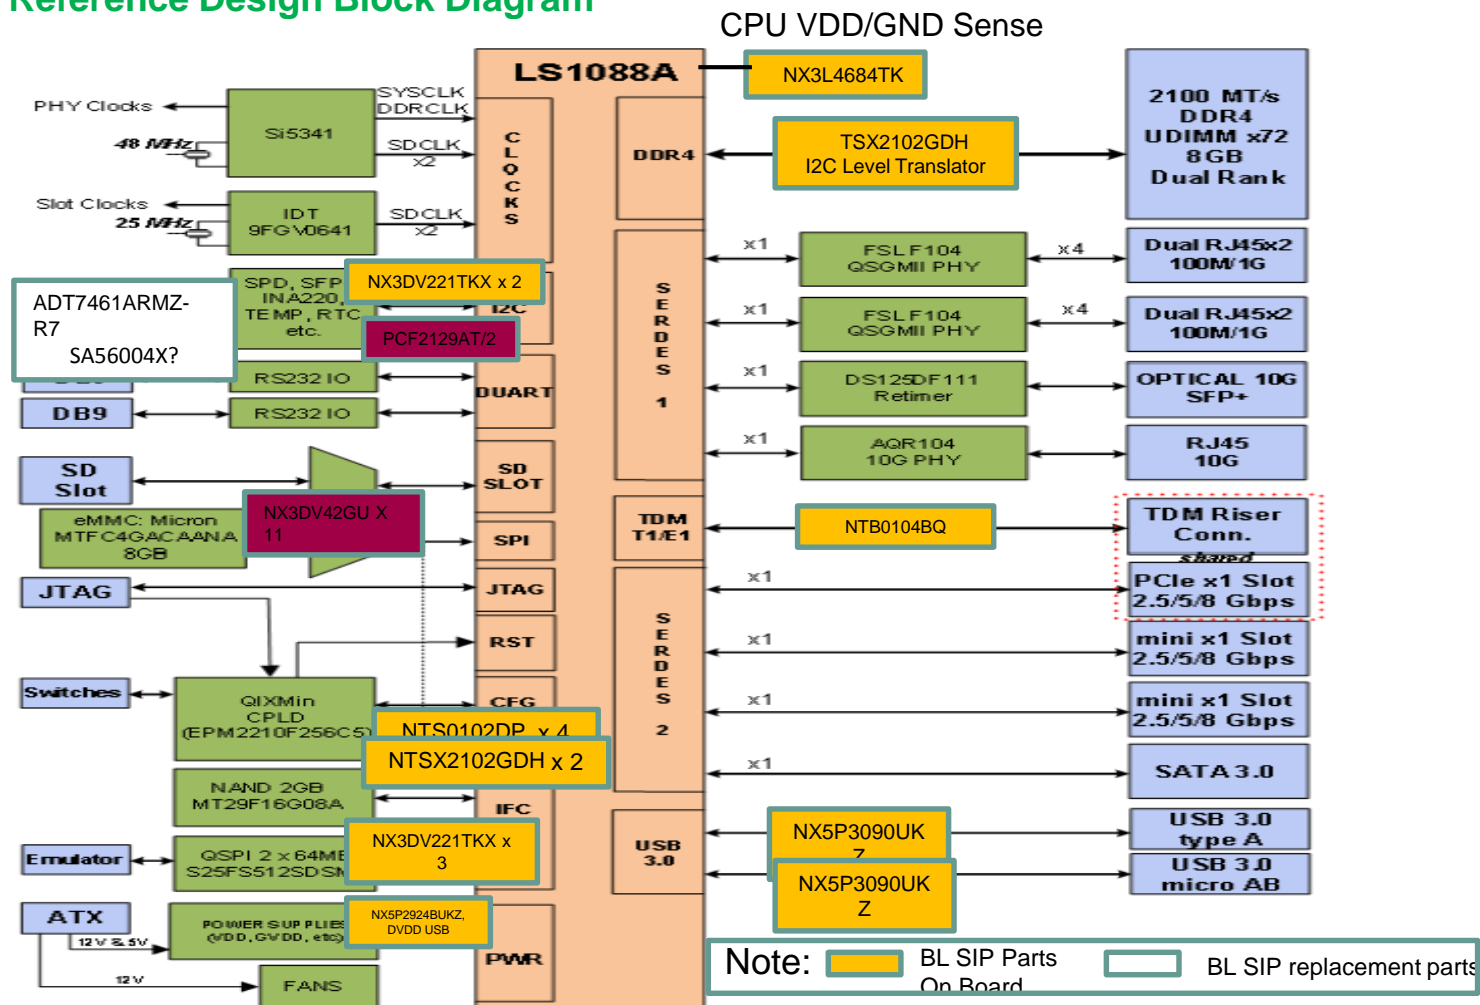 Reference Design Block Diagram
CPU VDD/GND Sense
LS1088A
NX3L4684TK
PHY Clocks
48 MHz
Si5341
SYSCLK
DDRCLK
SDCLK
x2
CLOCKS
DDR4
TSX2102GDH
I2C Level Translator
2100 MT/s
DDR4
UDIMM x72
8GB
Dual Rank
Slot Clocks
25 MHz
IDT
9FGV0641
SDCLK
x2
SERDES 1
x1
FSLF104
QSGMII PHY
x4
Dual RJ45x2
100M/1G
x1
FSLF104
QSGMII PHY
x4
Dual RJ45x2
100M/1G
x1
DS125DF111
Retimer
OPTICAL 10G
SFP+
x1
AQR104
10G PHY
RJ45
10G
ADT7461ARMZ-
R7
SA56004X?
SPD, SFP
INA220,
TEMP, RTC
etc.
NX3DV221TKX x 2
I2C
PCF2129AT/2
RS232 IO
DUART
DB9
RS232 IO
SD
Slot
SD
SLOT
eMMC: Micron
MTFC4GACAANA
8GB
NX3DV42GU X
11
SPI
TDM
T1/E1
NTB0104BQ
TDM Riser
Conn.
shared
PCIe x1 Slot
2.5/5/8 Gbps
JTAG
JTAG
RST
SERDES 2
x1
x1
mini x1 Slot
2.5/5/8 Gbps
x1
mini x1 Slot
2.5/5/8 Gbps
x1
SATA 3.0
Switches
QIXMin
CPLD
(EPM2210F256C5)
CFG
NTS0102DP x 4
NTSX2102GDH x 2
NAND 2GB
MT29F16G08A
IFC
Emulator
QSPI 2 x 64MB
S25FS512SDSM
NX3DV221TKX x
3
USB
3.0
NX5P3090UK
Z
USB 3.0
type A
NX5P3090UK
Z
USB 3.0
micro AB
ATX
12V & 5V
POWER SUPPLIES
(VDD, GVDD, etc)
NX5P2924BUKZ,
DVDD USB
PWR
12V
FANS
Note:
BL SIP Parts
On Board
BL SIP replacement parts